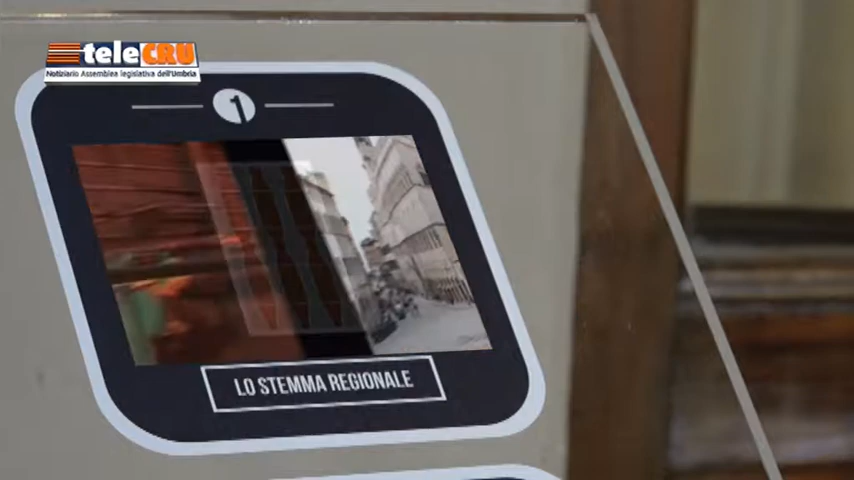 teleCRU
Notiziario Assemblea legislativa dell'Umbria
1
LO STEMMA REGIONALE